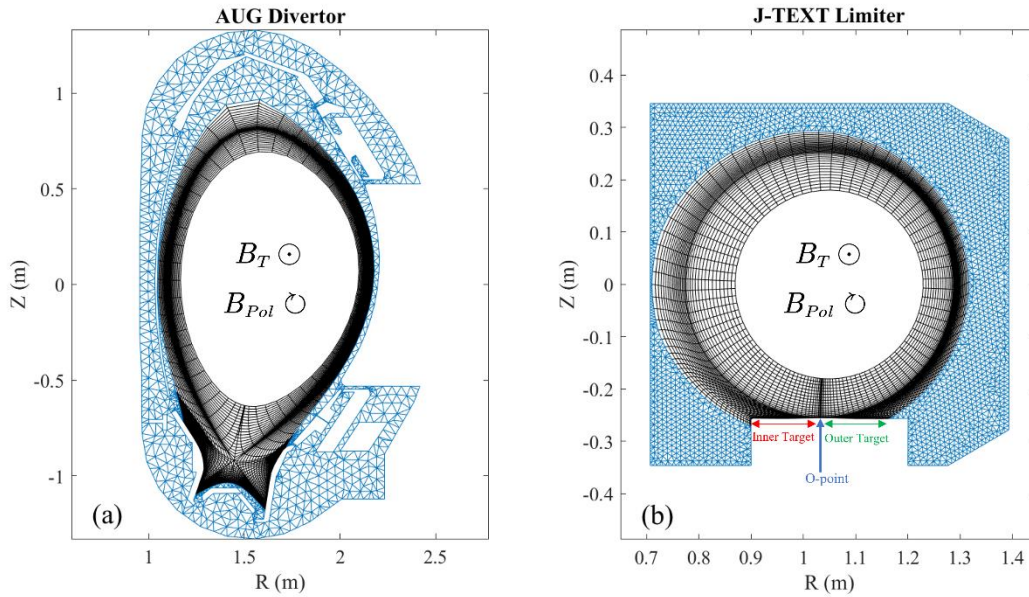 AUG Divertor
Z (m)
1
0.5
0
-0.5
-1
B_T ⊙
B_Pol ↻
(a)
1
1.5
2
2.5
R (m)
J-TEXT Limiter
Z (m)
0.4
0.3
0.2
0.1
0
-0.1
-0.2
-0.3
-0.4
B_T ⊙
B_Pol ↻
Inner Target
Outer Target
O-point
(b)
0.7
0.8
0.9
1
1.1
1.2
1.3
1.4
R (m)